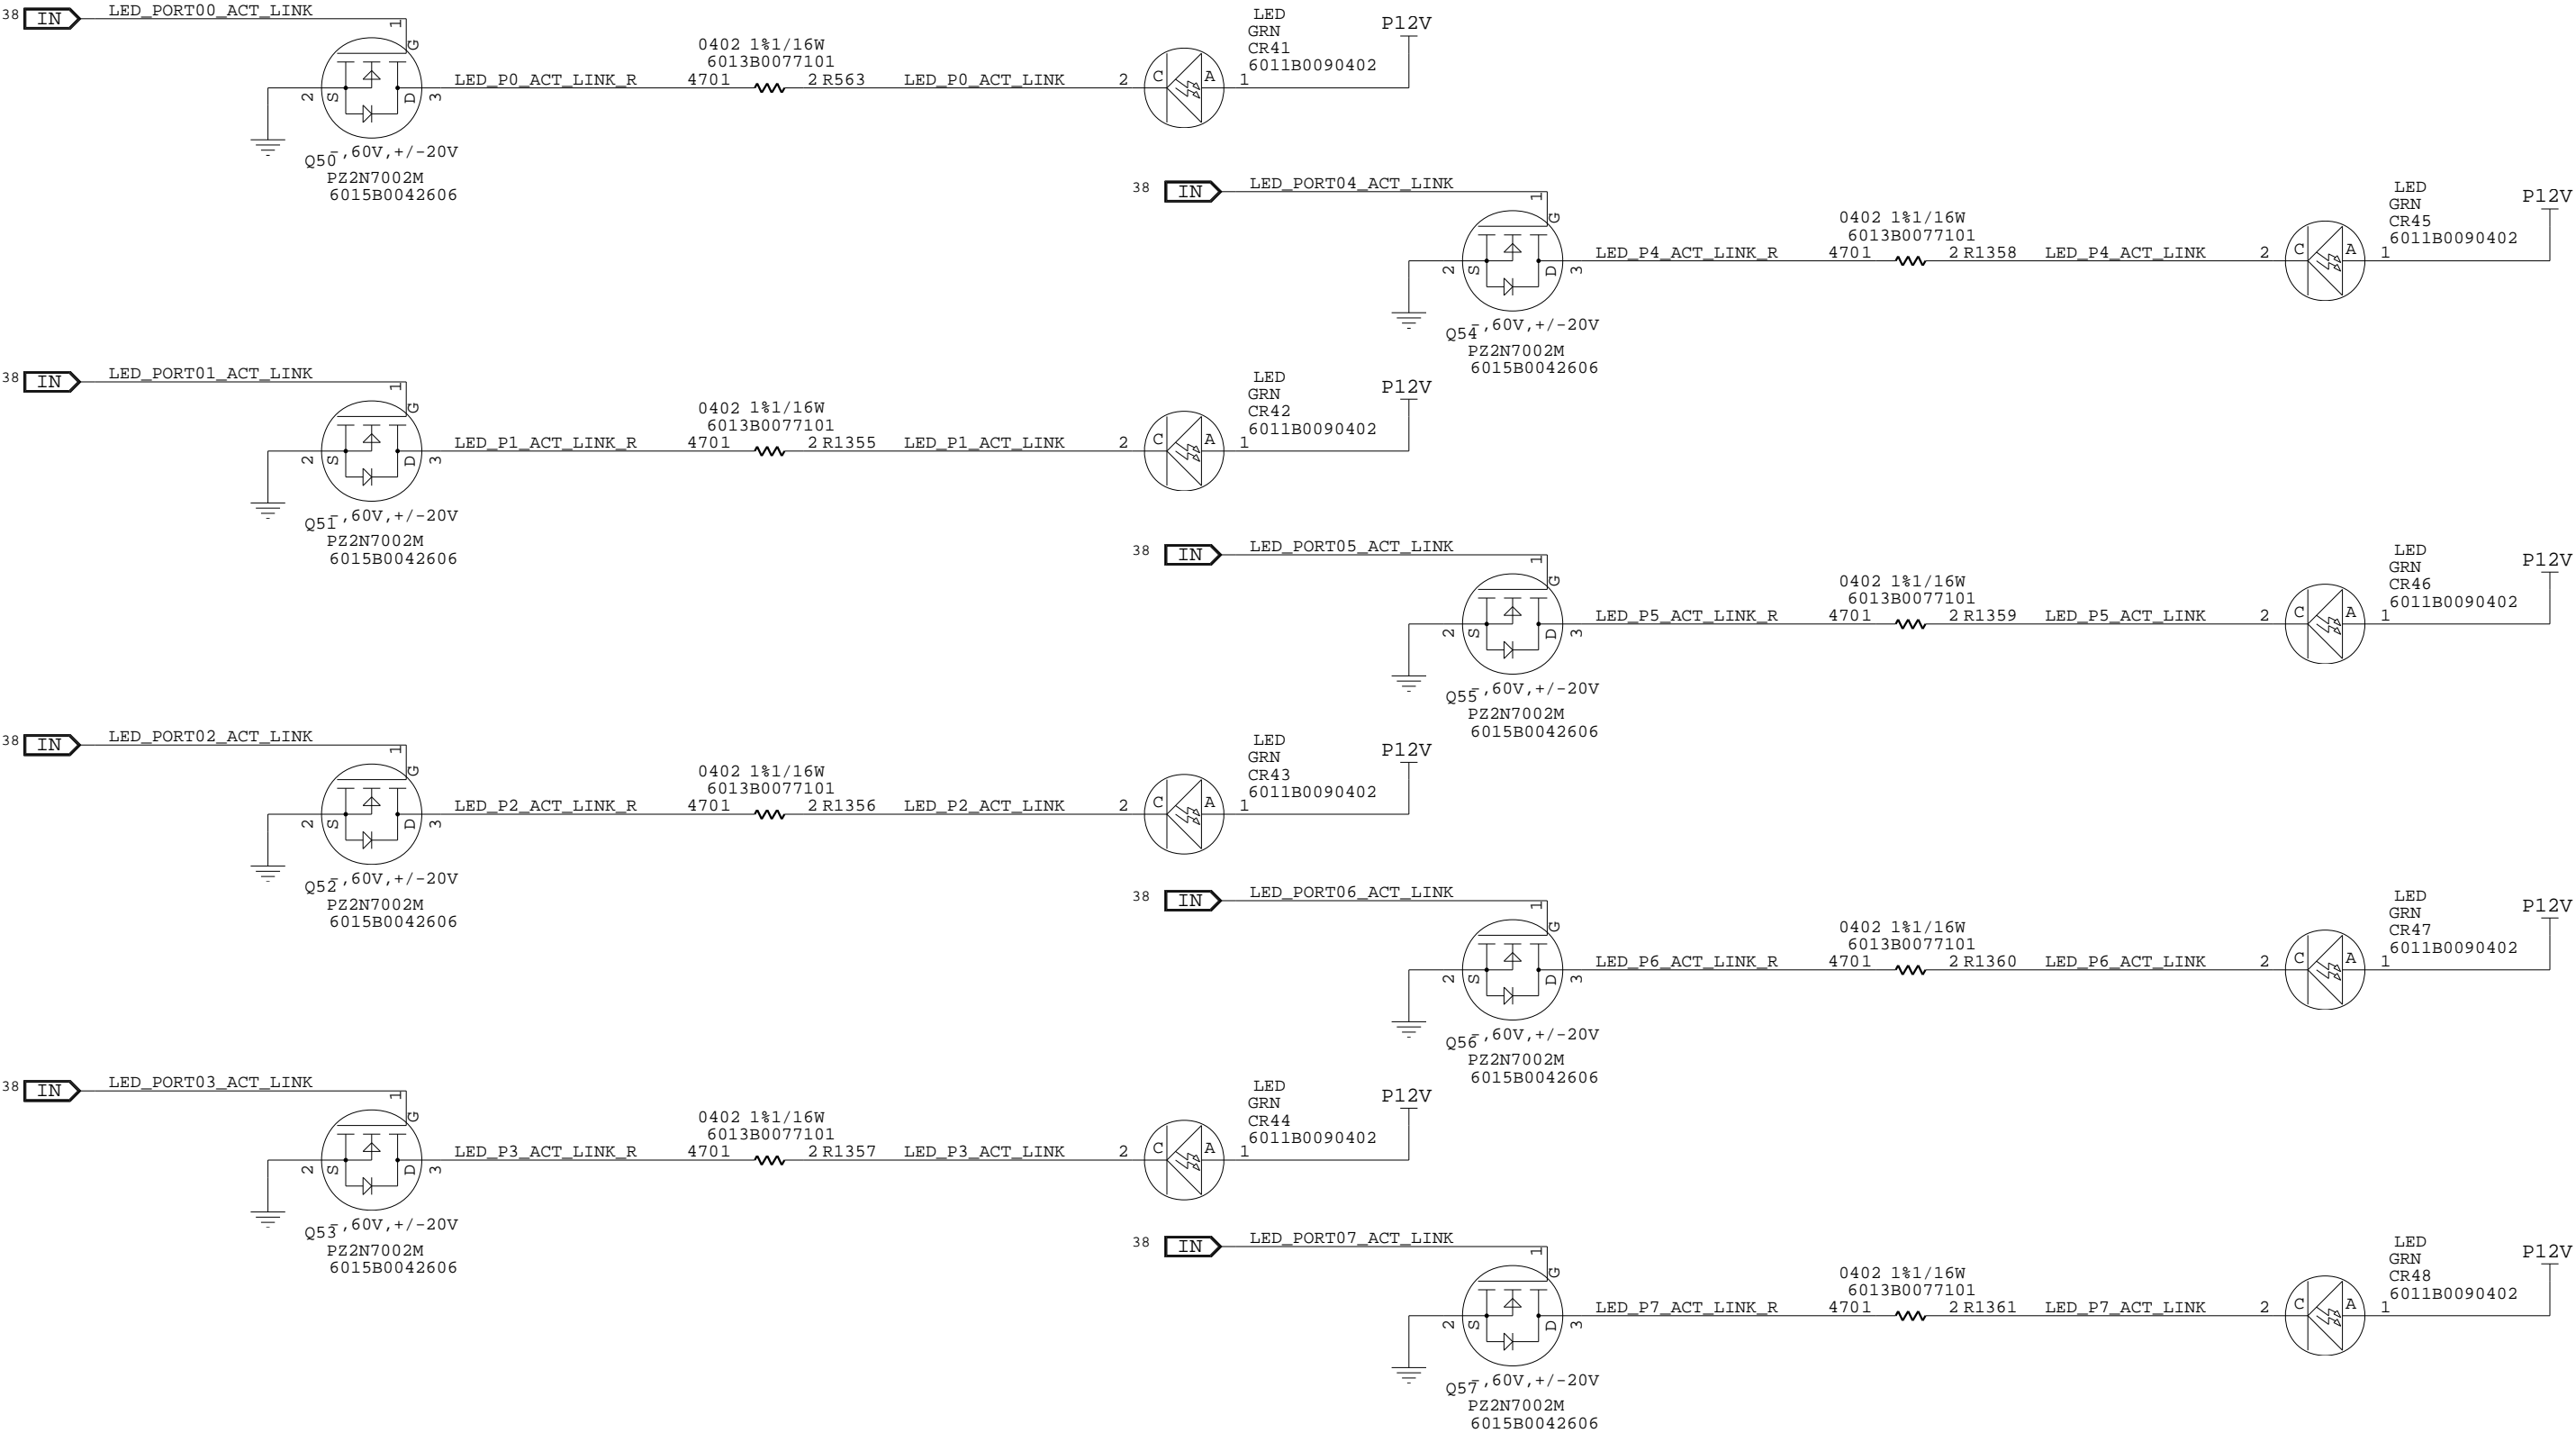 38 IN LED_PORT00_ACT_LINK
1
G
S
D
2
3
Q50
-,60V,+/-20V
PZ2N7002M
6015B0042606
LED_P0_ACT_LINK_R
0402 1%1/16W
6013B0077101
4701 2 R563
LED_P0_ACT_LINK
2 C A 1
LED
GRN
CR41
6011B0090402
P12V
38 IN LED_PORT01_ACT_LINK
1
G
S
D
2
3
Q51
-,60V,+/-20V
PZ2N7002M
6015B0042606
LED_P1_ACT_LINK_R
0402 1%1/16W
6013B0077101
4701 2 R1355
LED_P1_ACT_LINK
2 C A 1
LED
GRN
CR42
6011B0090402
P12V
38 IN LED_PORT02_ACT_LINK
1
G
S
D
2
3
Q52
-,60V,+/-20V
PZ2N7002M
6015B0042606
LED_P2_ACT_LINK_R
0402 1%1/16W
6013B0077101
4701 2 R1356
LED_P2_ACT_LINK
2 C A 1
LED
GRN
CR43
6011B0090402
P12V
38 IN LED_PORT03_ACT_LINK
1
G
S
D
2
3
Q53
-,60V,+/-20V
PZ2N7002M
6015B0042606
LED_P3_ACT_LINK_R
0402 1%1/16W
6013B0077101
4701 2 R1357
LED_P3_ACT_LINK
2 C A 1
LED
GRN
CR44
6011B0090402
P12V
38 IN LED_PORT04_ACT_LINK
1
G
S
D
2
3
Q54
-,60V,+/-20V
PZ2N7002M
6015B0042606
LED_P4_ACT_LINK_R
0402 1%1/16W
6013B0077101
4701 2 R1358
LED_P4_ACT_LINK
2 C A 1
LED
GRN
CR45
6011B0090402
P12V
38 IN LED_PORT05_ACT_LINK
1
G
S
D
2
3
Q55
-,60V,+/-20V
PZ2N7002M
6015B0042606
LED_P5_ACT_LINK_R
0402 1%1/16W
6013B0077101
4701 2 R1359
LED_P5_ACT_LINK
2 C A 1
LED
GRN
CR46
6011B0090402
P12V
38 IN LED_PORT06_ACT_LINK
1
G
S
D
2
3
Q56
-,60V,+/-20V
PZ2N7002M
6015B0042606
LED_P6_ACT_LINK_R
0402 1%1/16W
6013B0077101
4701 2 R1360
LED_P6_ACT_LINK
2 C A 1
LED
GRN
CR47
6011B0090402
P12V
38 IN LED_PORT07_ACT_LINK
1
G
S
D
2
3
Q57
-,60V,+/-20V
PZ2N7002M
6015B0042606
LED_P7_ACT_LINK_R
0402 1%1/16W
6013B0077101
4701 2 R1361
LED_P7_ACT_LINK
2 C A 1
LED
GRN
CR48
6011B0090402
P12V